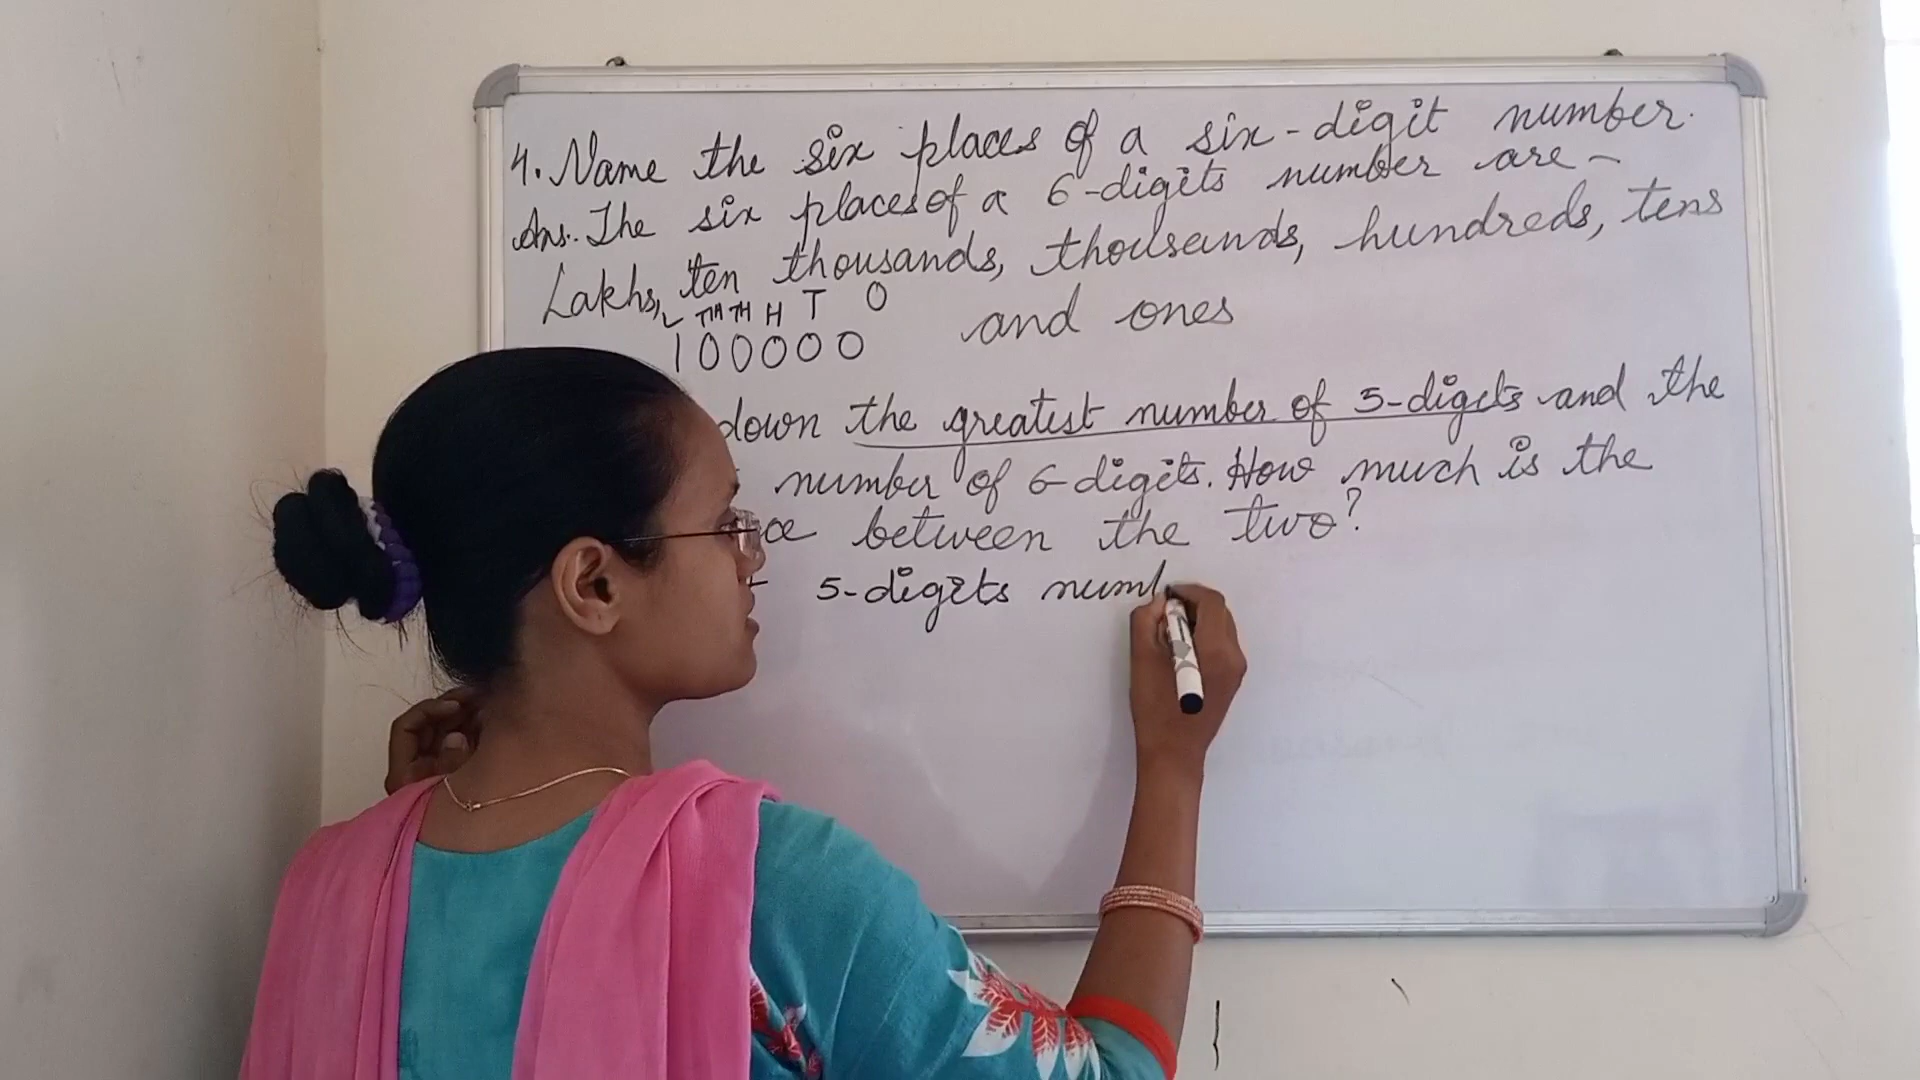 4. Name the six places of a six-digit number.
Ans. The six places of a 6-digits number are -
Lakhs, ten thousands, thousands, hundreds, tens
and ones
L TTH TH H T O
100000
down the greatest number of 5-digits and the
number of 6-digits. How much is the
between the two?
5-digits numb